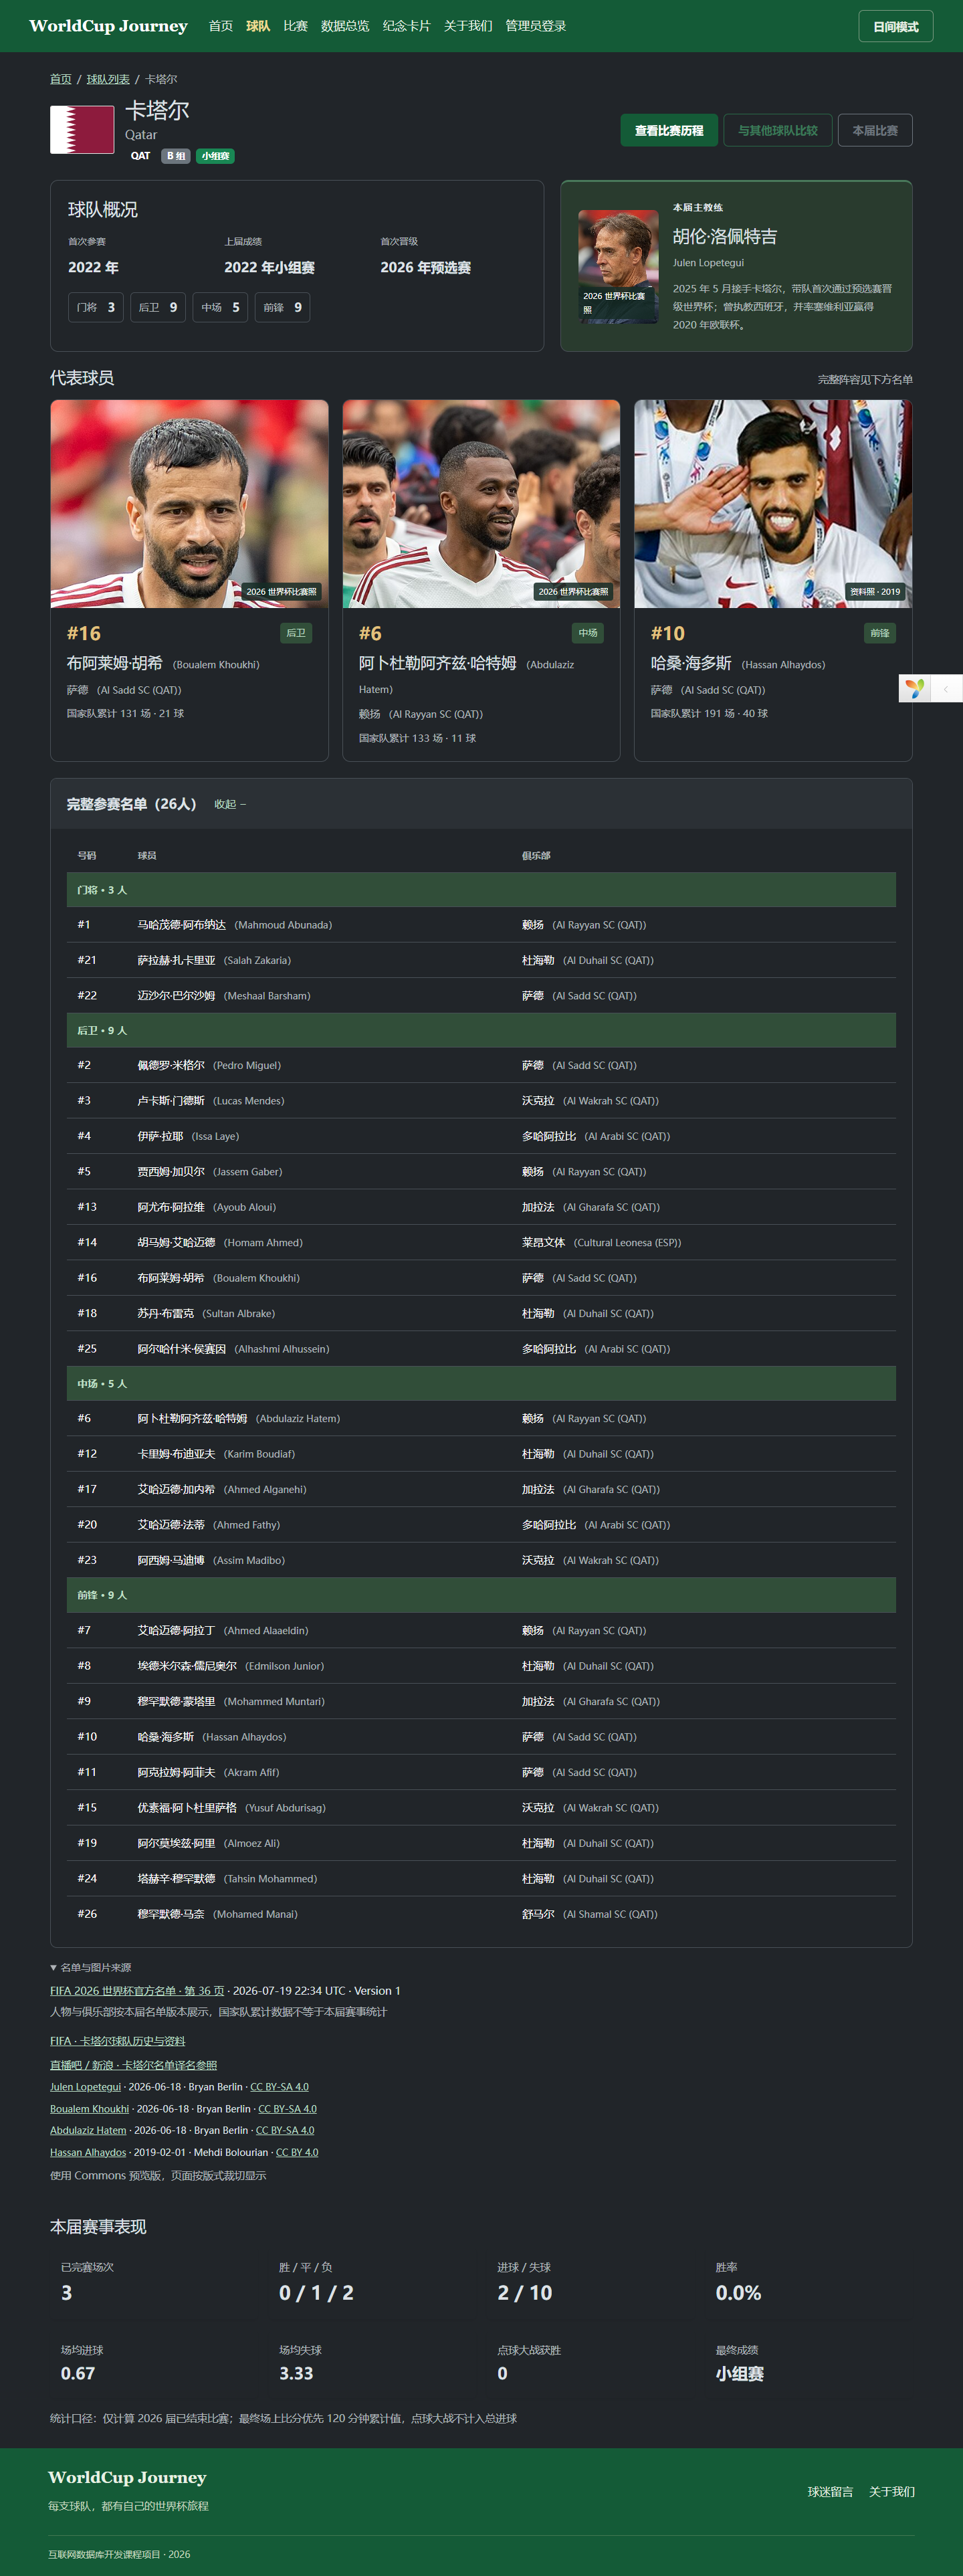 WorldCup Journey 首页 球队 比赛 数据总览 纪念卡片 关于我们 管理员登录 日间模式
首页 / 球队列表 / 卡塔尔
卡塔尔
Qatar
QAT B 组 小组赛
查看比赛历程 与其他球队比较 本届比赛
球队概况
首次参赛 上届成绩 首次晋级
2022 年 2022 年小组赛 2026 年预选赛
门将 3 后卫 9 中场 5 前锋 9
本届主教练
胡伦·洛佩特吉
Julen Lopetegui
2025 年 5 月接手卡塔尔，带队首次通过预选赛晋
级世界杯；曾执教西班牙，并率塞维利亚赢得
2020 年欧联杯。
2026 世界杯比赛
照
代表球员 完整阵容见下方名单
2026 世界杯比赛照
#16 后卫
布阿莱姆·胡希 （Boualem Khoukhi）
萨德 （Al Sadd SC (QAT)）
国家队累计 131 场 · 21 球
2026 世界杯比赛照
#6 中场
阿卜杜勒阿齐兹·哈特姆 （Abdulaziz
Hatem）
赖扬 （Al Rayyan SC (QAT)）
国家队累计 133 场 · 11 球
资料照 · 2019
#10 前锋
哈桑·海多斯 （Hassan Alhaydos）
萨德 （Al Sadd SC (QAT)）
国家队累计 191 场 · 40 球
完整参赛名单（26人） 收起 −
号码 球员 俱乐部
门将 • 3 人
#1 马哈茂德·阿布纳达 （Mahmoud Abunada） 赖扬 （Al Rayyan SC (QAT)）
#21 萨拉赫·扎卡里亚 （Salah Zakaria） 杜海勒 （Al Duhail SC (QAT)）
#22 迈沙尔·巴尔沙姆 （Meshaal Barsham） 萨德 （Al Sadd SC (QAT)）
后卫 • 9 人
#2 佩德罗·米格尔 （Pedro Miguel） 萨德 （Al Sadd SC (QAT)）
#3 卢卡斯·门德斯 （Lucas Mendes） 沃克拉 （Al Wakrah SC (QAT)）
#4 伊萨·拉耶 （Issa Laye） 多哈阿拉比 （Al Arabi SC (QAT)）
#5 贾西姆·加贝尔 （Jassem Gaber） 赖扬 （Al Rayyan SC (QAT)）
#13 阿尤布·阿拉维 （Ayoub Aloui） 加拉法 （Al Gharafa SC (QAT)）
#14 胡马姆·艾哈迈德 （Homam Ahmed） 莱昂文体 （Cultural Leonesa (ESP)）
#16 布阿莱姆·胡希 （Boualem Khoukhi） 萨德 （Al Sadd SC (QAT)）
#18 苏丹·布雷克 （Sultan Albrake） 杜海勒 （Al Duhail SC (QAT)）
#25 阿尔哈什米·侯赛因 （Alhashmi Alhussein） 多哈阿拉比 （Al Arabi SC (QAT)）
中场 • 5 人
#6 阿卜杜勒阿齐兹·哈特姆 （Abdulaziz Hatem） 赖扬 （Al Rayyan SC (QAT)）
#12 卡里姆·布迪亚夫 （Karim Boudiaf） 杜海勒 （Al Duhail SC (QAT)）
#17 艾哈迈德·加内希 （Ahmed Alganehi） 加拉法 （Al Gharafa SC (QAT)）
#20 艾哈迈德·法蒂 （Ahmed Fathy） 多哈阿拉比 （Al Arabi SC (QAT)）
#23 阿西姆·马迪博 （Assim Madibo） 沃克拉 （Al Wakrah SC (QAT)）
前锋 • 9 人
#7 艾哈迈德·阿拉丁 （Ahmed Alaaeldin） 赖扬 （Al Rayyan SC (QAT)）
#8 埃德米尔森·儒尼奥尔 （Edmilson Junior） 杜海勒 （Al Duhail SC (QAT)）
#9 穆罕默德·蒙塔里 （Mohammed Muntari） 加拉法 （Al Gharafa SC (QAT)）
#10 哈桑·海多斯 （Hassan Alhaydos） 萨德 （Al Sadd SC (QAT)）
#11 阿克拉姆·阿菲夫 （Akram Afif） 萨德 （Al Sadd SC (QAT)）
#15 优素福·阿卜杜里萨格 （Yusuf Abdurisag） 沃克拉 （Al Wakrah SC (QAT)）
#19 阿尔莫埃兹·阿里 （Almoez Ali） 杜海勒 （Al Duhail SC (QAT)）
#24 塔赫辛·穆罕默德 （Tahsin Mohammed） 杜海勒 （Al Duhail SC (QAT)）
#26 穆罕默德·马奈 （Mohamed Manai） 舒马尔 （Al Shamal SC (QAT)）
▼ 名单与图片来源
FIFA 2026 世界杯官方名单 · 第 36 页 · 2026-07-19 22:34 UTC · Version 1
人物与俱乐部按本届名单版本展示，国家队累计数据不等于本届赛事统计
FIFA · 卡塔尔球队历史与资料
直播吧 / 新浪 · 卡塔尔名单译名参照
Julen Lopetegui · 2026-06-18 · Bryan Berlin · CC BY-SA 4.0
Boualem Khoukhi · 2026-06-18 · Bryan Berlin · CC BY-SA 4.0
Abdulaziz Hatem · 2026-06-18 · Bryan Berlin · CC BY-SA 4.0
Hassan Alhaydos · 2019-02-01 · Mehdi Bolourian · CC BY 4.0
使用 Commons 预览版，页面按版式裁切显示
本届赛事表现
已完赛场次 胜 / 平 / 负 进球 / 失球 胜率
3 0 / 1 / 2 2 / 10 0.0%
场均进球 场均失球 点球大战获胜 最终成绩
0.67 3.33 0 小组赛
统计口径：仅计算 2026 届已结束比赛；最终场上比分优先 120 分钟累计值，点球大战不计入总进球
WorldCup Journey
每支球队，都有自己的世界杯旅程
球迷留言 关于我们
互联网数据库开发课程项目 · 2026